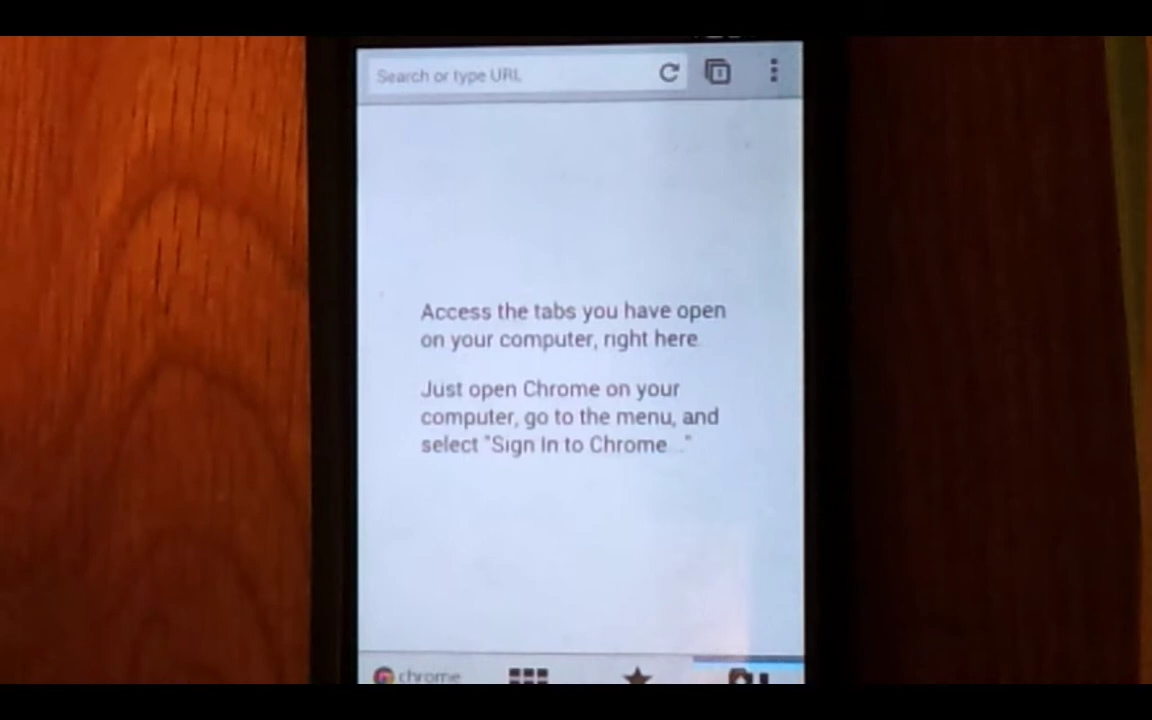 Search or type URL
1
Access the tabs you have open
on your computer, right here
Just open Chrome on your
computer, go to the menu, and
select "Sign In to Chrome..."
chrome